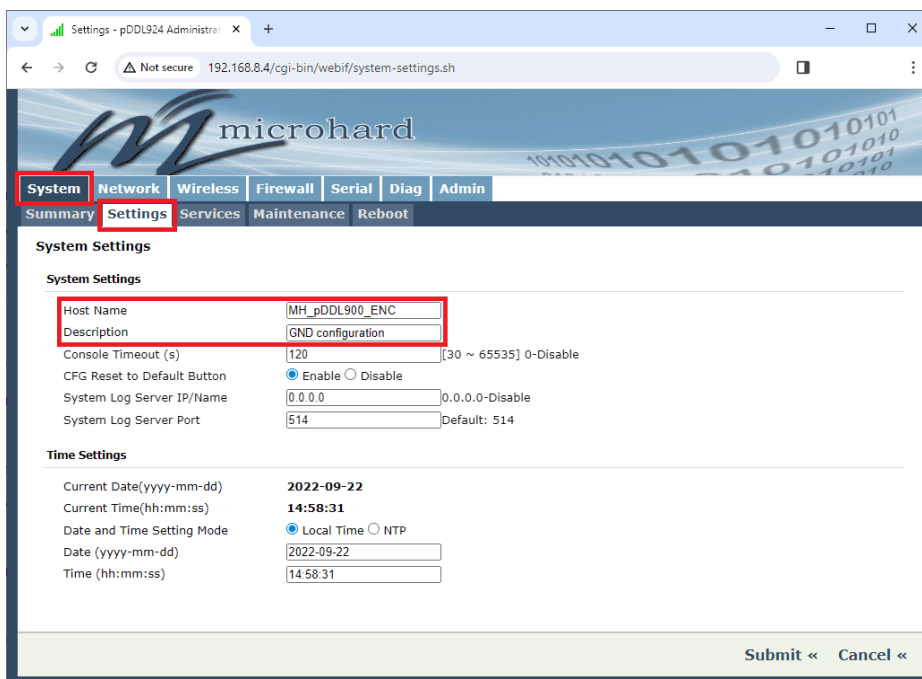 Settings - pDDL924 Administrat
Not secure 192.168.8.4/cgi-bin/webif/system-settings.sh
microhard
System Network Wireless Firewall Serial Diag Admin
Summary Settings Services Maintenance Reboot
System Settings
System Settings
Host Name MH_pDDL900_ENC
Description GND configuration
Console Timeout (s) 120 [30 ~ 65535] 0-Disable
CFG Reset to Default Button Enable Disable
System Log Server IP/Name 0.0.0.0 0.0.0.0-Disable
System Log Server Port 514 Default: 514
Time Settings
Current Date(yyyy-mm-dd) 2022-09-22
Current Time(hh:mm:ss) 14:58:31
Date and Time Setting Mode Local Time NTP
Date (yyyy-mm-dd) 2022-09-22
Time (hh:mm:ss) 14:58:31
Submit « Cancel «